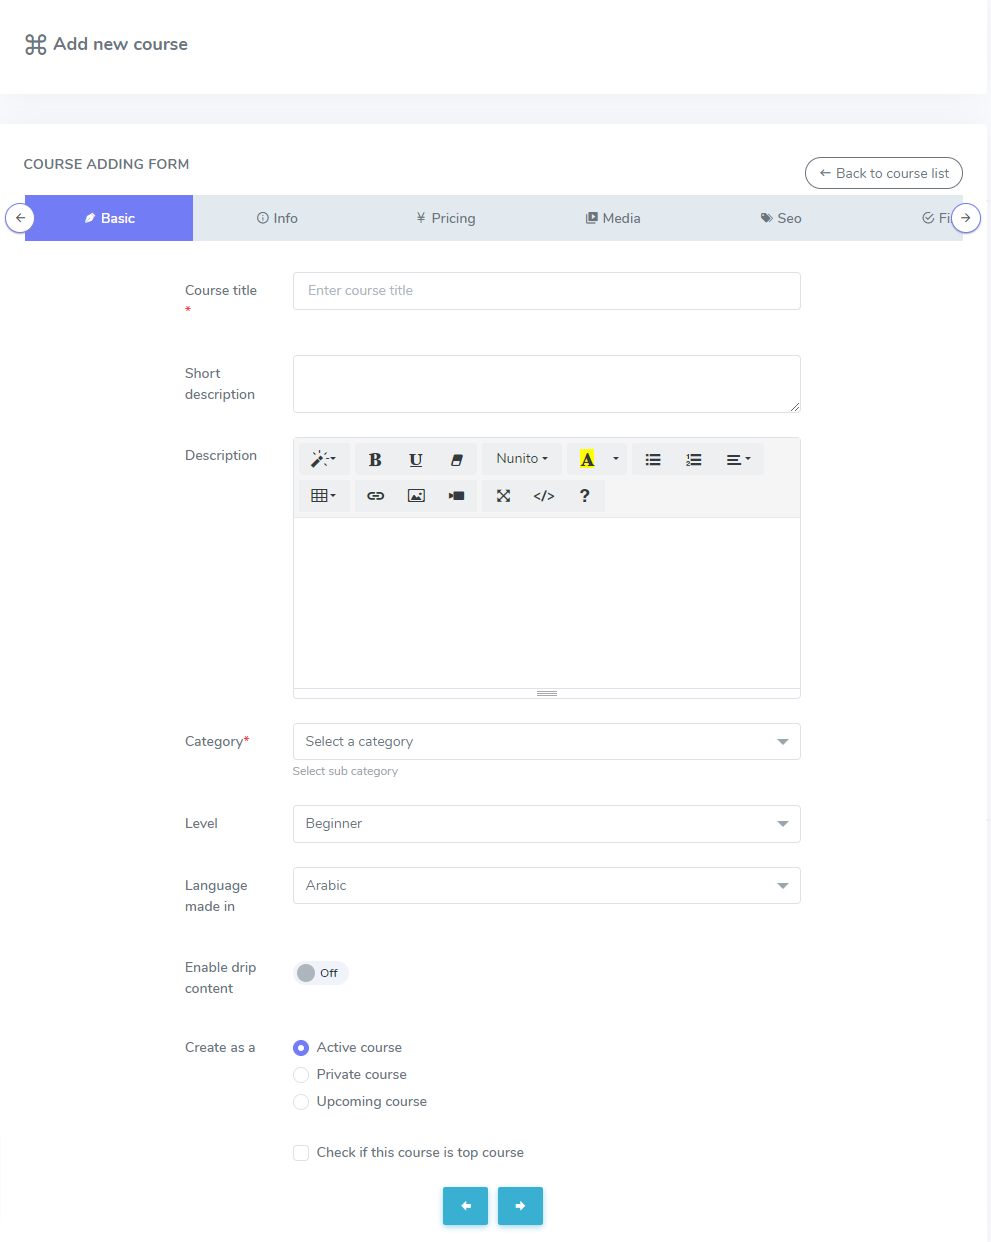 Add new course
COURSE ADDING FORM
Back to course list
Basic
Info
¥ Pricing
Media
Seo
Fi
Course title
*
Enter course title
Short
description
Description
B U Nunito A
</> ?
Category*
Select a category
Select sub category
Level
Beginner
Language
made in
Arabic
Enable drip
content
Off
Create as a
Active course
Private course
Upcoming course
Check if this course is top course